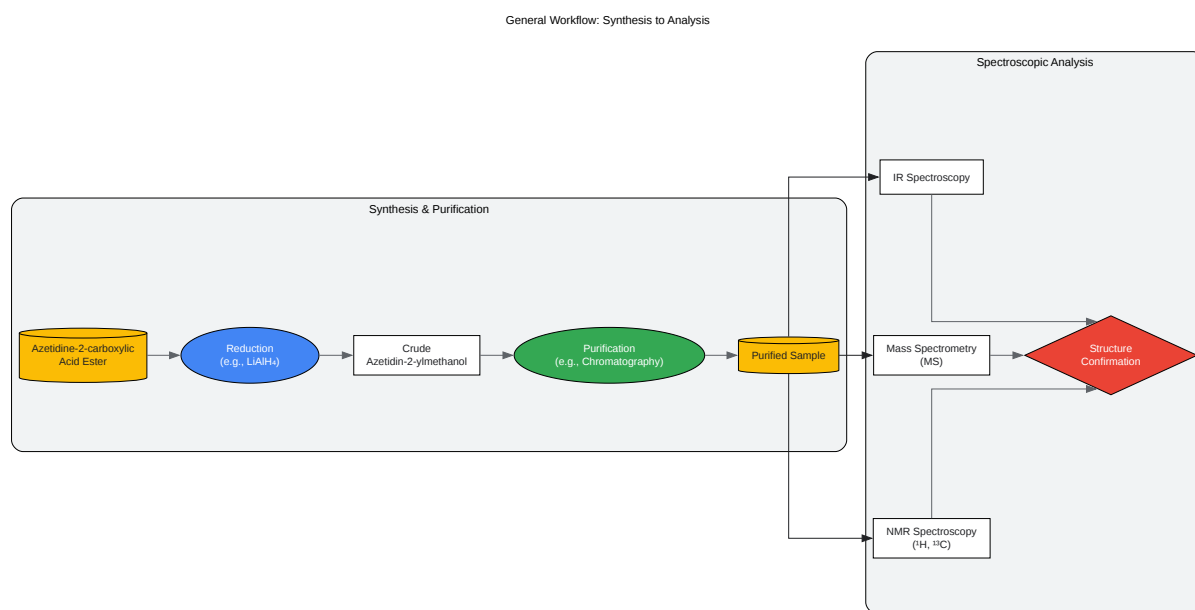 General Workflow: Synthesis to Analysis
Spectroscopic Analysis
IR Spectroscopy
Synthesis & Purification
Azetidine-2-carboxylic
Acid Ester
Reduction
(e.g., LiAlH₄)
Crude
Azetidin-2-ylmethanol
Purification
(e.g., Chromatography)
Purified Sample
Mass Spectrometry
(MS)
Structure
Confirmation
NMR Spectroscopy
(¹H, ¹³C)